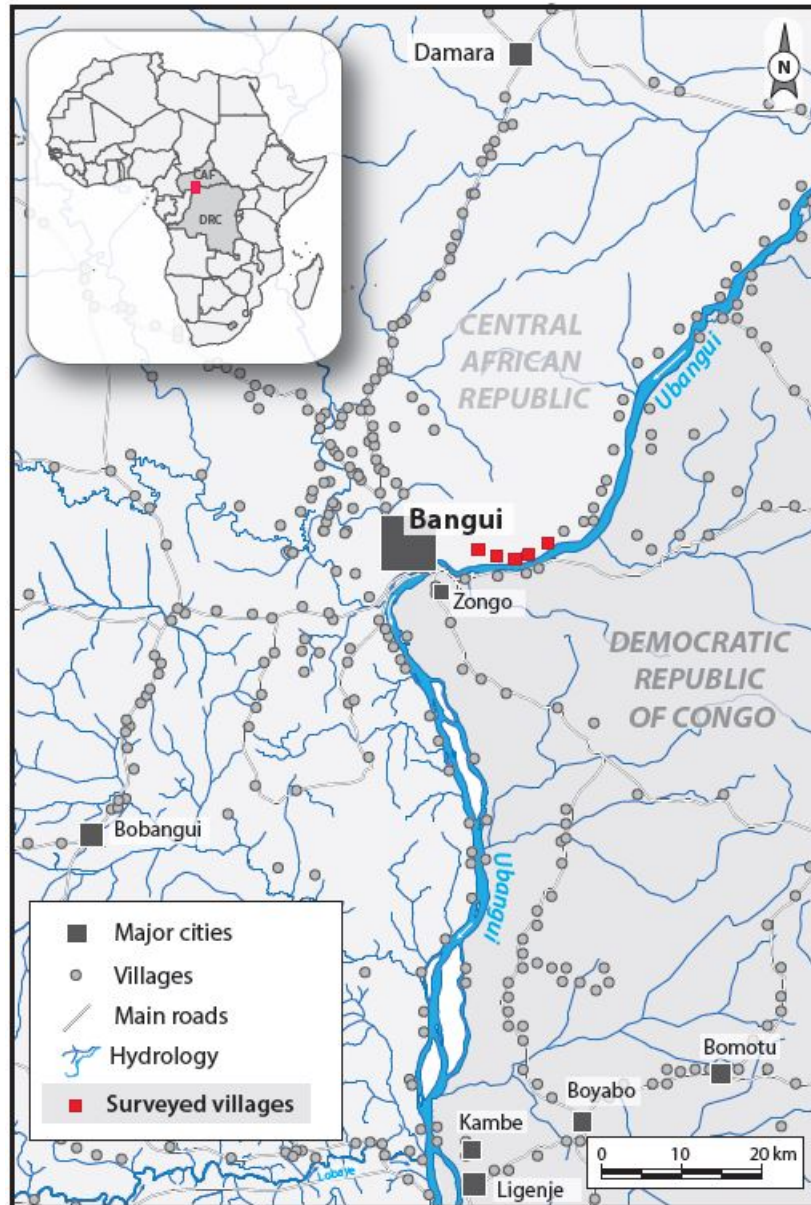 Damara
N
CAF
DRC
CENTRAL
AFRICAN
REPUBLIC
Ubangui
Bangui
Zongo
DEMOCRATIC
REPUBLIC
OF CONGO
Bobangui
Ubangui
Major cities
Villages
Main roads
Hydrology
Surveyed villages
Bomotu
Boyabo
Kambe
Ligenje
Lobaye
0 10 20 km